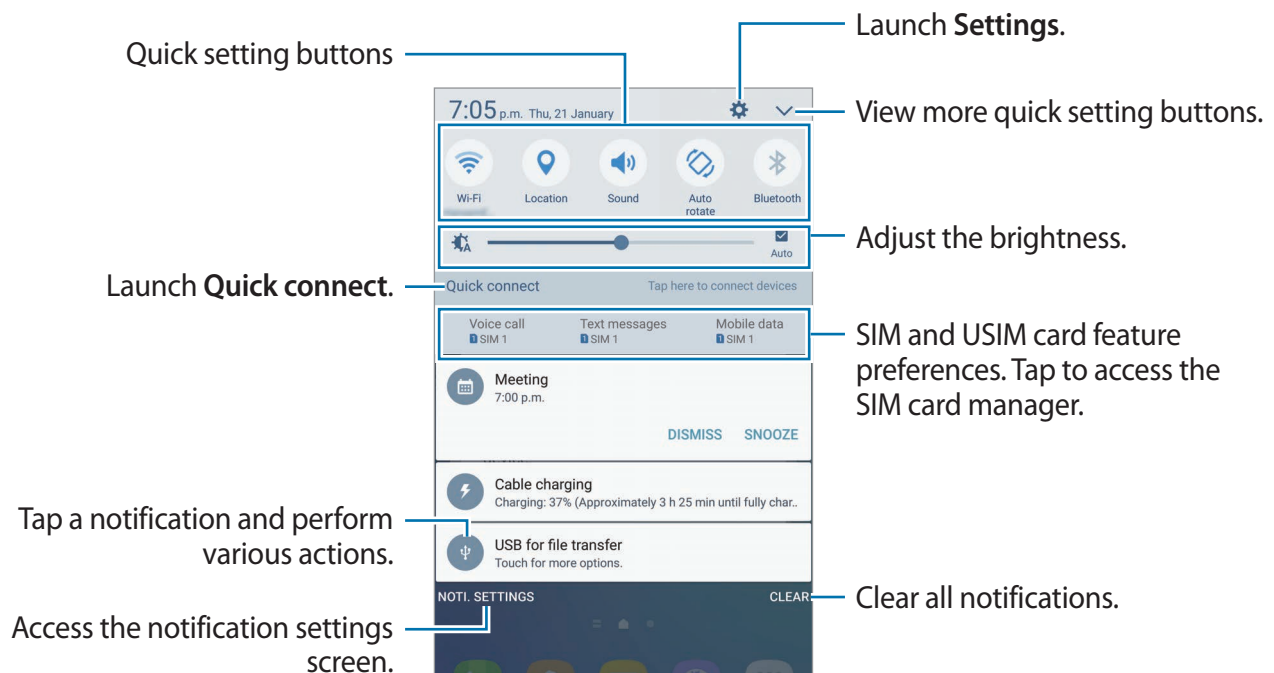 Launch Settings.
Quick setting buttons
7:05 p.m. Thu, 21 January
View more quick setting buttons.
Wi-Fi
Location
Sound
Auto
rotate
Bluetooth
A
Auto
Adjust the brightness.
Launch Quick connect.
Quick connect
Tap here to connect devices
Voice call
1 SIM 1
Text messages
1 SIM 1
Mobile data
1 SIM 1
SIM and USIM card feature
preferences. Tap to access the
SIM card manager.
Meeting
7:00 p.m.
DISMISS
SNOOZE
Cable charging
Charging: 37% (Approximately 3 h 25 min until fully char..
Tap a notification and perform
various actions.
USB for file transfer
Touch for more options.
NOTI. SETTINGS
CLEAR
Clear all notifications.
Access the notification settings
screen.